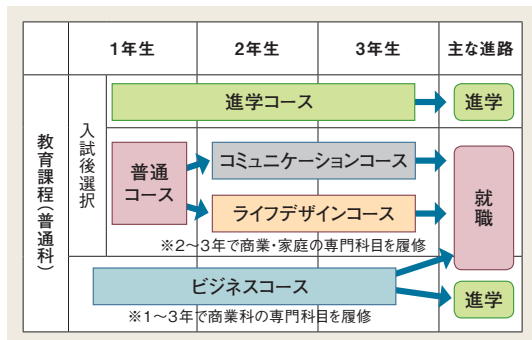 1年生 2年生 3年生 主な進路
教育課程(普通科)
入試後選択
進学コース
進学
普通
コース
コミュニケーションコース
ライフデザインコース
就職
※2～3年で商業・家庭の専門科目を履修
ビジネスコース
進学
※1～3年で商業科の専門科目を履修